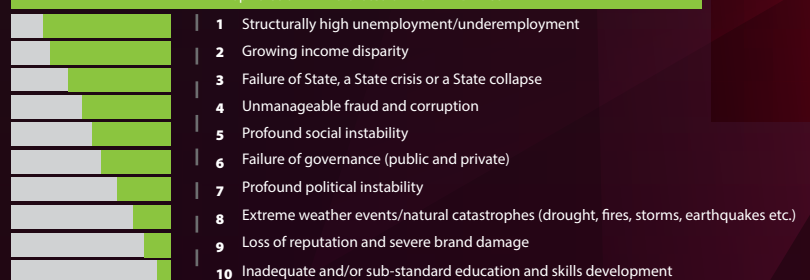 1 Structurally high unemployment/underemployment
2 Growing income disparity
3 Failure of State, a State crisis or a State collapse
4 Unmanageable fraud and corruption
5 Profound social instability
6 Failure of governance (public and private)
7 Profound political instability
8 Extreme weather events/natural catastrophes (drought, fires, storms, earthquakes etc.)
9 Loss of reputation and severe brand damage
10 Inadequate and/or sub-standard education and skills development